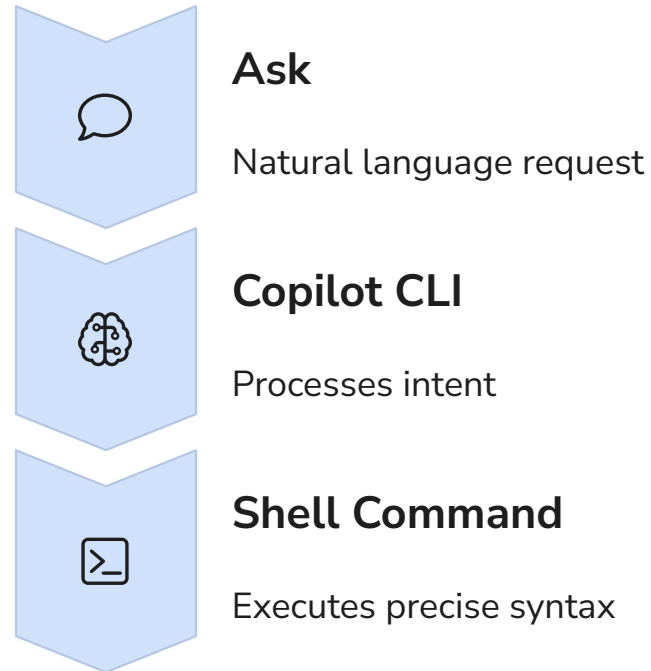 Ask
Natural language request
Copilot CLI
Processes intent
Shell Command
Executes precise syntax